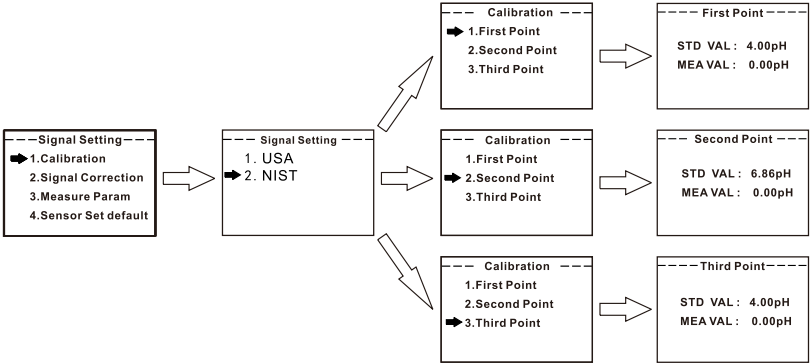 Signal Setting
1.Calibration
2.Signal Correction
3.Measure Param
4.Sensor Set default
Signal Setting
1. USA
2. NIST
Calibration
1.First Point
2.Second Point
3.Third Point
First Point
STD VAL: 4.00pH
MEA VAL: 0.00pH
Calibration
1.First Point
2.Second Point
3.Third Point
Second Point
STD VAL: 6.86pH
MEA VAL: 0.00pH
Calibration
1.First Point
2.Second Point
3.Third Point
Third Point
STD VAL: 4.00pH
MEA VAL: 0.00pH